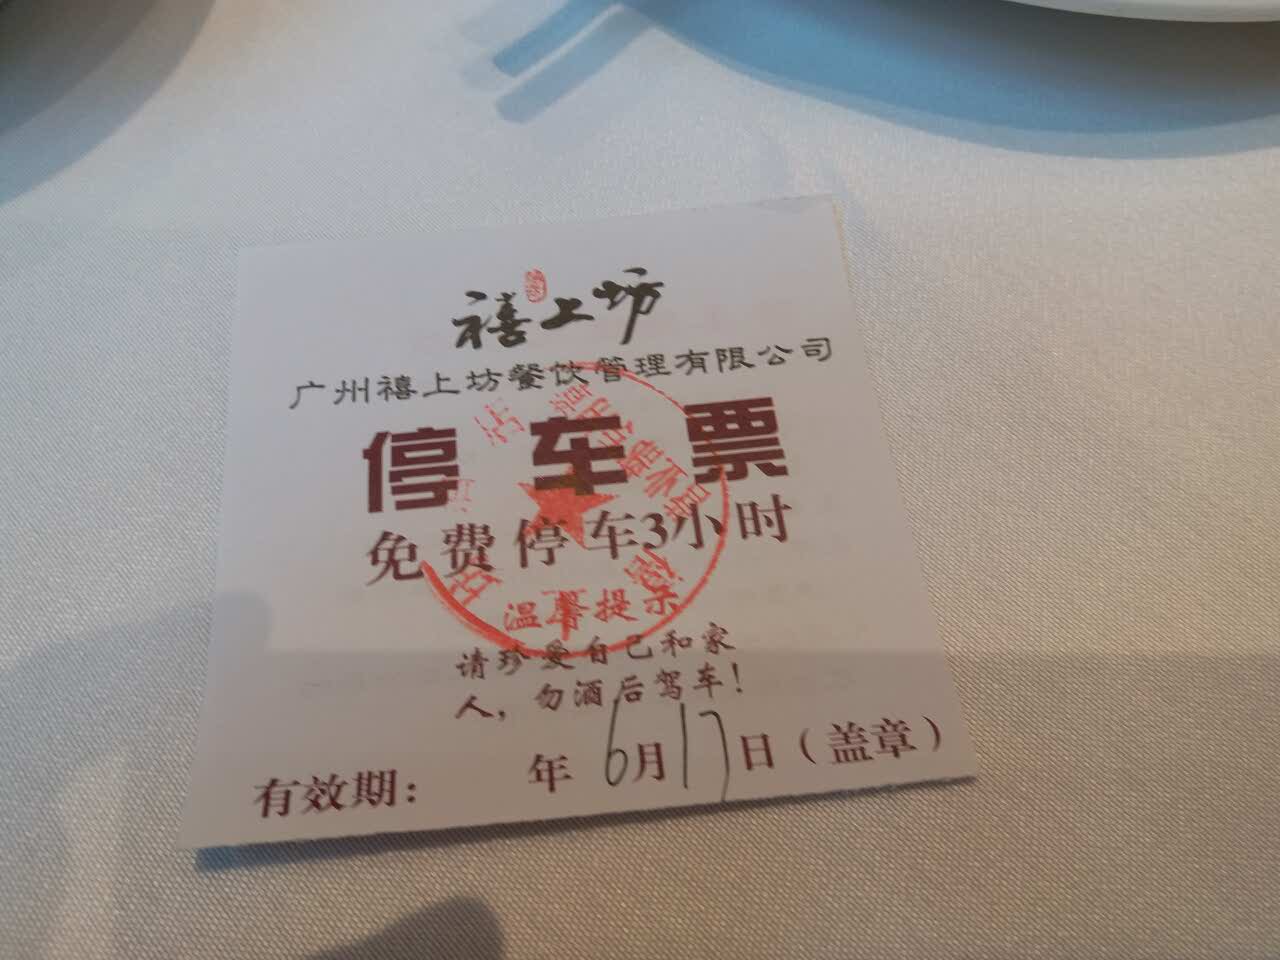 禧上坊
广州禧上坊餐饮管理有限公司
停车票
免费停车3小时
温馨提示
请珍爱自己和家
人，勿酒后驾车！
有效期： 年 6月17日（盖章）